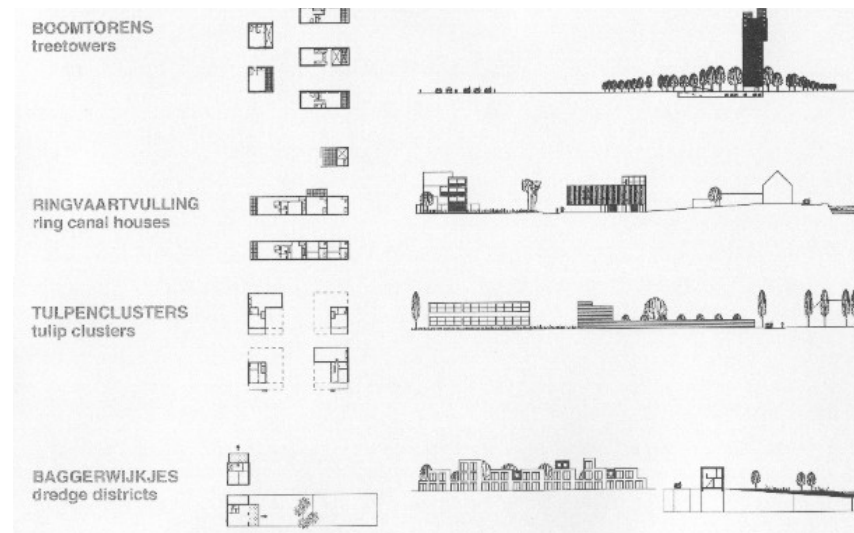 BOOMTORENS
treetowers
RINGVAARTVULLING
ring canal houses
TULPENCLUSTERS
tulip clusters
BAGGERWIJKJES
dredge districts